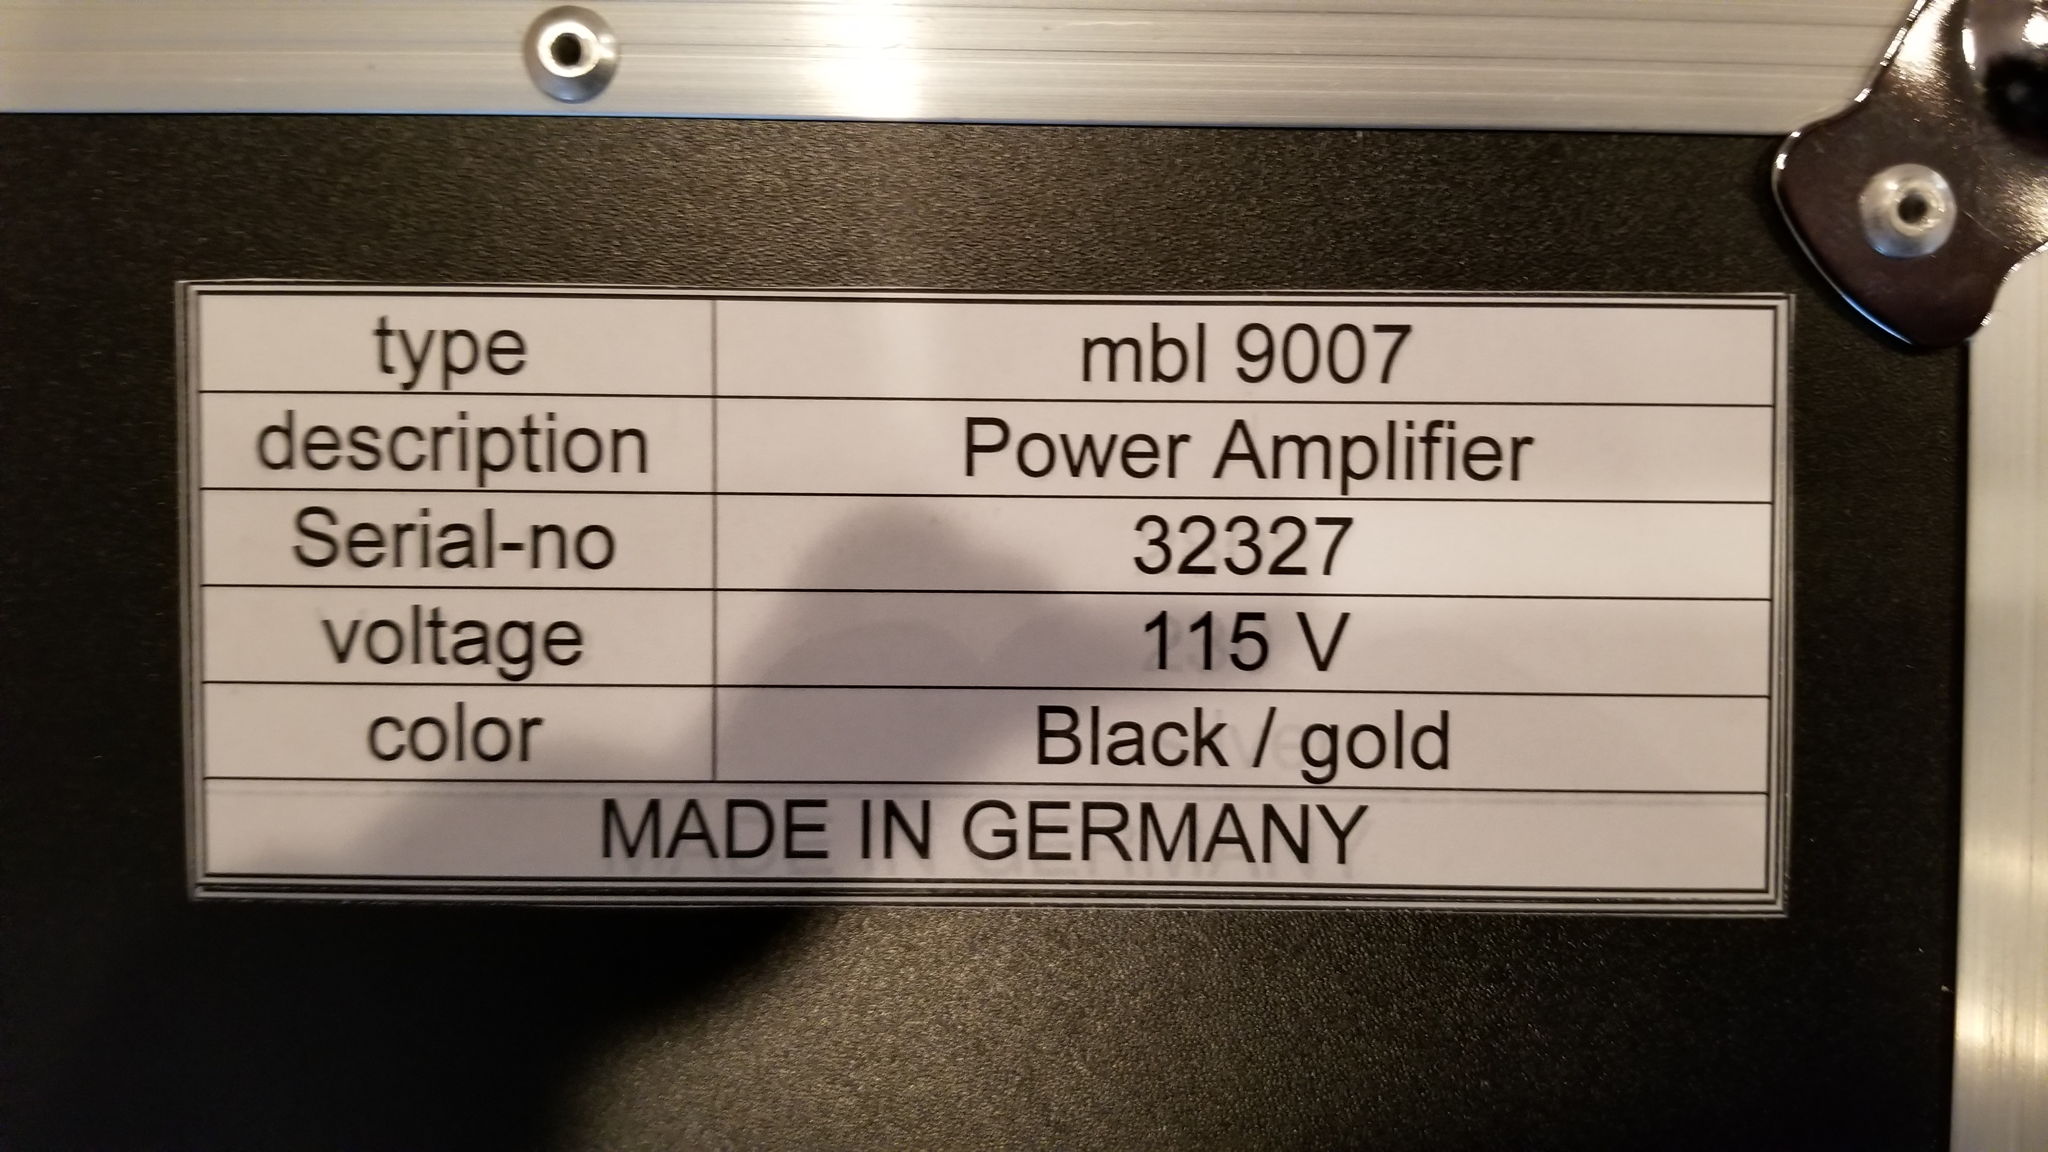 type mbl 9007
description Power Amplifier
Serial-no 32327
voltage 115 V
color Black / gold
MADE IN GERMANY